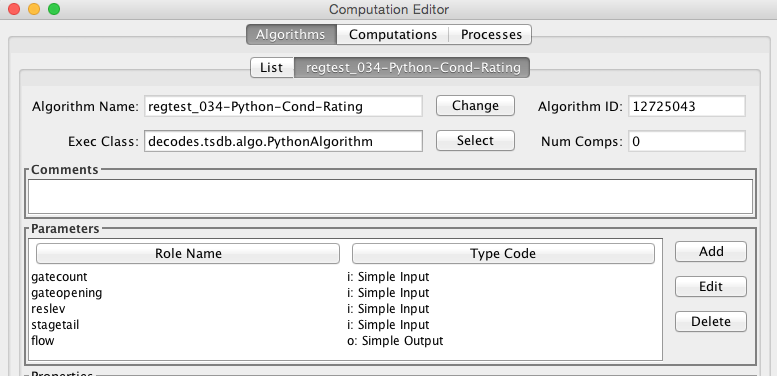 Computation Editor
Algorithms Computations Processes
List regtest_034-Python-Cond-Rating
Algorithm Name: regtest_034-Python-Cond-Rating Change Algorithm ID: 12725043
Exec Class: decodes.tsdb.algo.PythonAlgorithm Select Num Comps: 0
Comments
Parameters
Role Name Type Code Add
gatecount i: Simple Input
gateopening i: Simple Input Edit
reslev i: Simple Input
stagetail i: Simple Input Delete
flow o: Simple Output
Properties